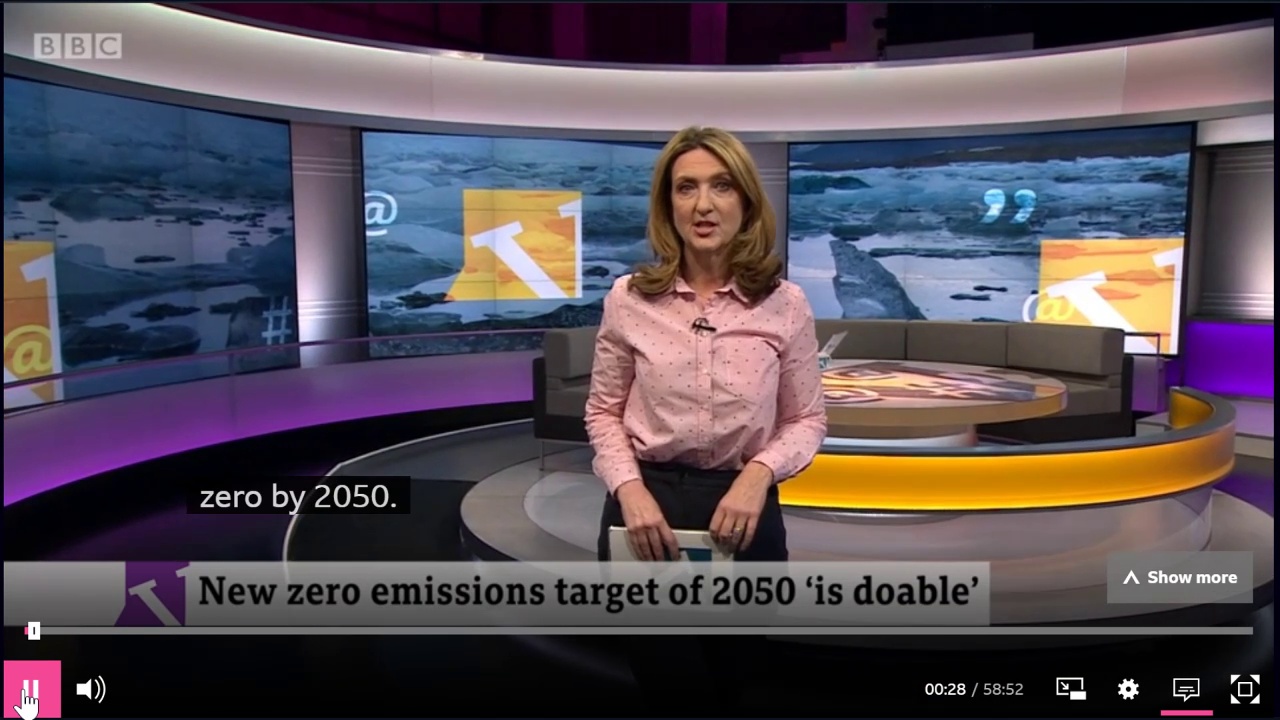 BBC
@
”
@
@
#
zero by 2050.
Show more
New zero emissions target of 2050 ‘is doable’
00:28 / 58:52